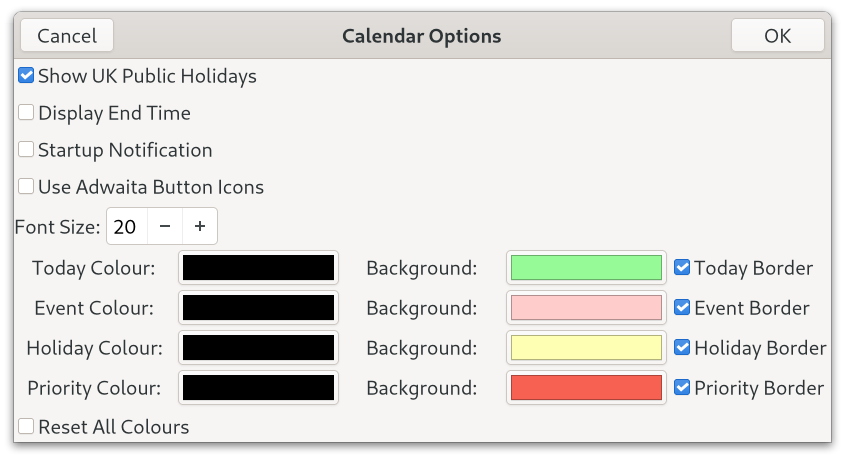 Cancel Calendar Options OK
Show UK Public Holidays
Display End Time
Startup Notification
Use Adwaita Button Icons
Font Size: 20 − +
Today Colour: Background: Today Border
Event Colour: Background: Event Border
Holiday Colour: Background: Holiday Border
Priority Colour: Background: Priority Border
Reset All Colours